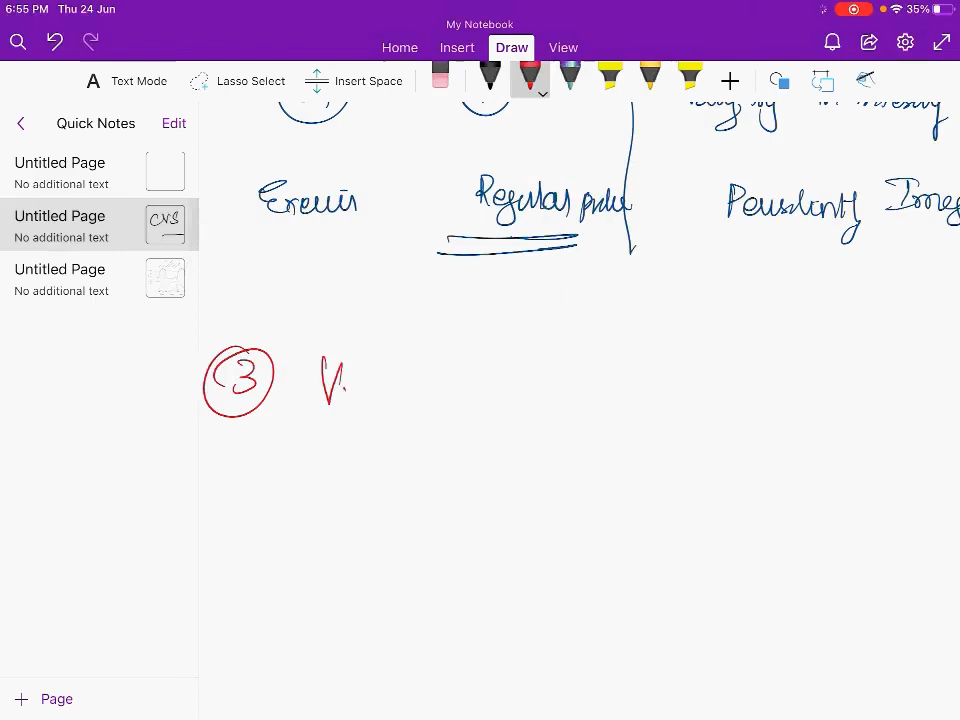 6:55 PM Thu 24 Jun 35%
My Notebook
Home Insert Draw View
Text Mode Lasso Select Insert Space
Quick Notes Edit
Untitled Page
No additional text
Untitled Page
No additional text
CNS
Untitled Page
No additional text
Regular
③ V
+ Page